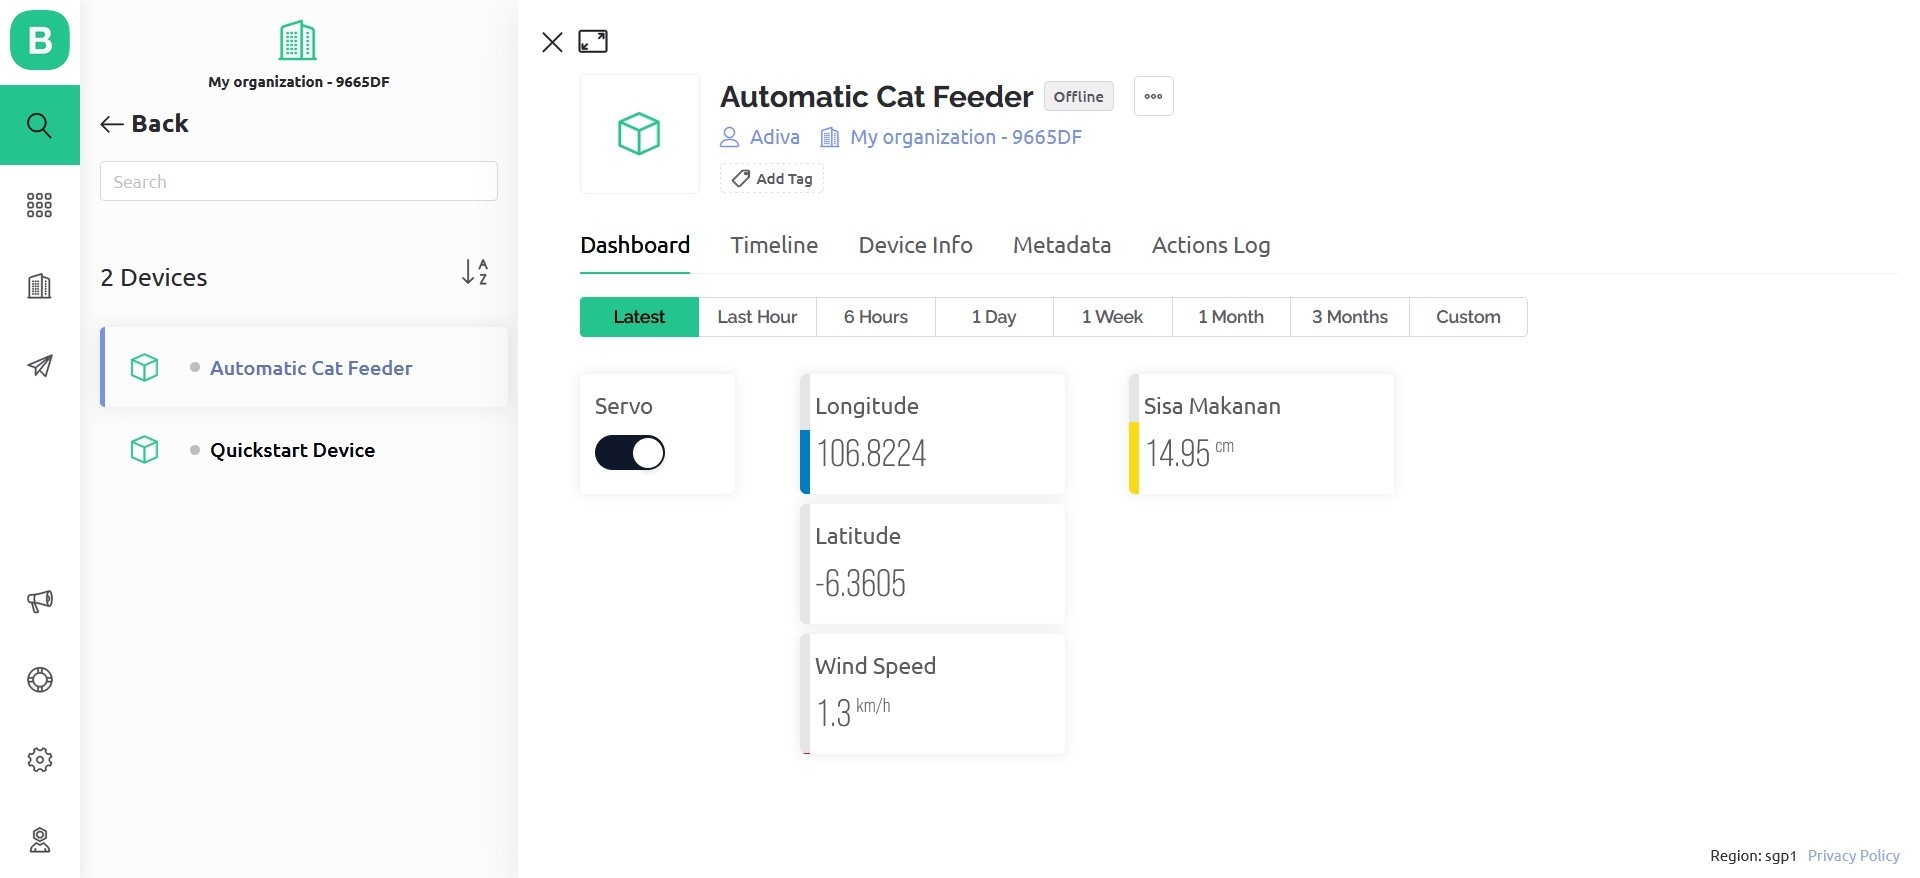 B
My organization - 9665DF
Back
Search
2 Devices
A
Z
Automatic Cat Feeder
Quickstart Device
Automatic Cat Feeder Offline
Adiva My organization - 9665DF
Add Tag
Dashboard Timeline Device Info Metadata Actions Log
Latest Last Hour 6 Hours 1 Day 1 Week 1 Month 3 Months Custom
Servo
Longitude
106.8224
Sisa Makanan
14.95 cm
Latitude
-6.3605
Wind Speed
1.3 km/h
Region: sgp1 Privacy Policy